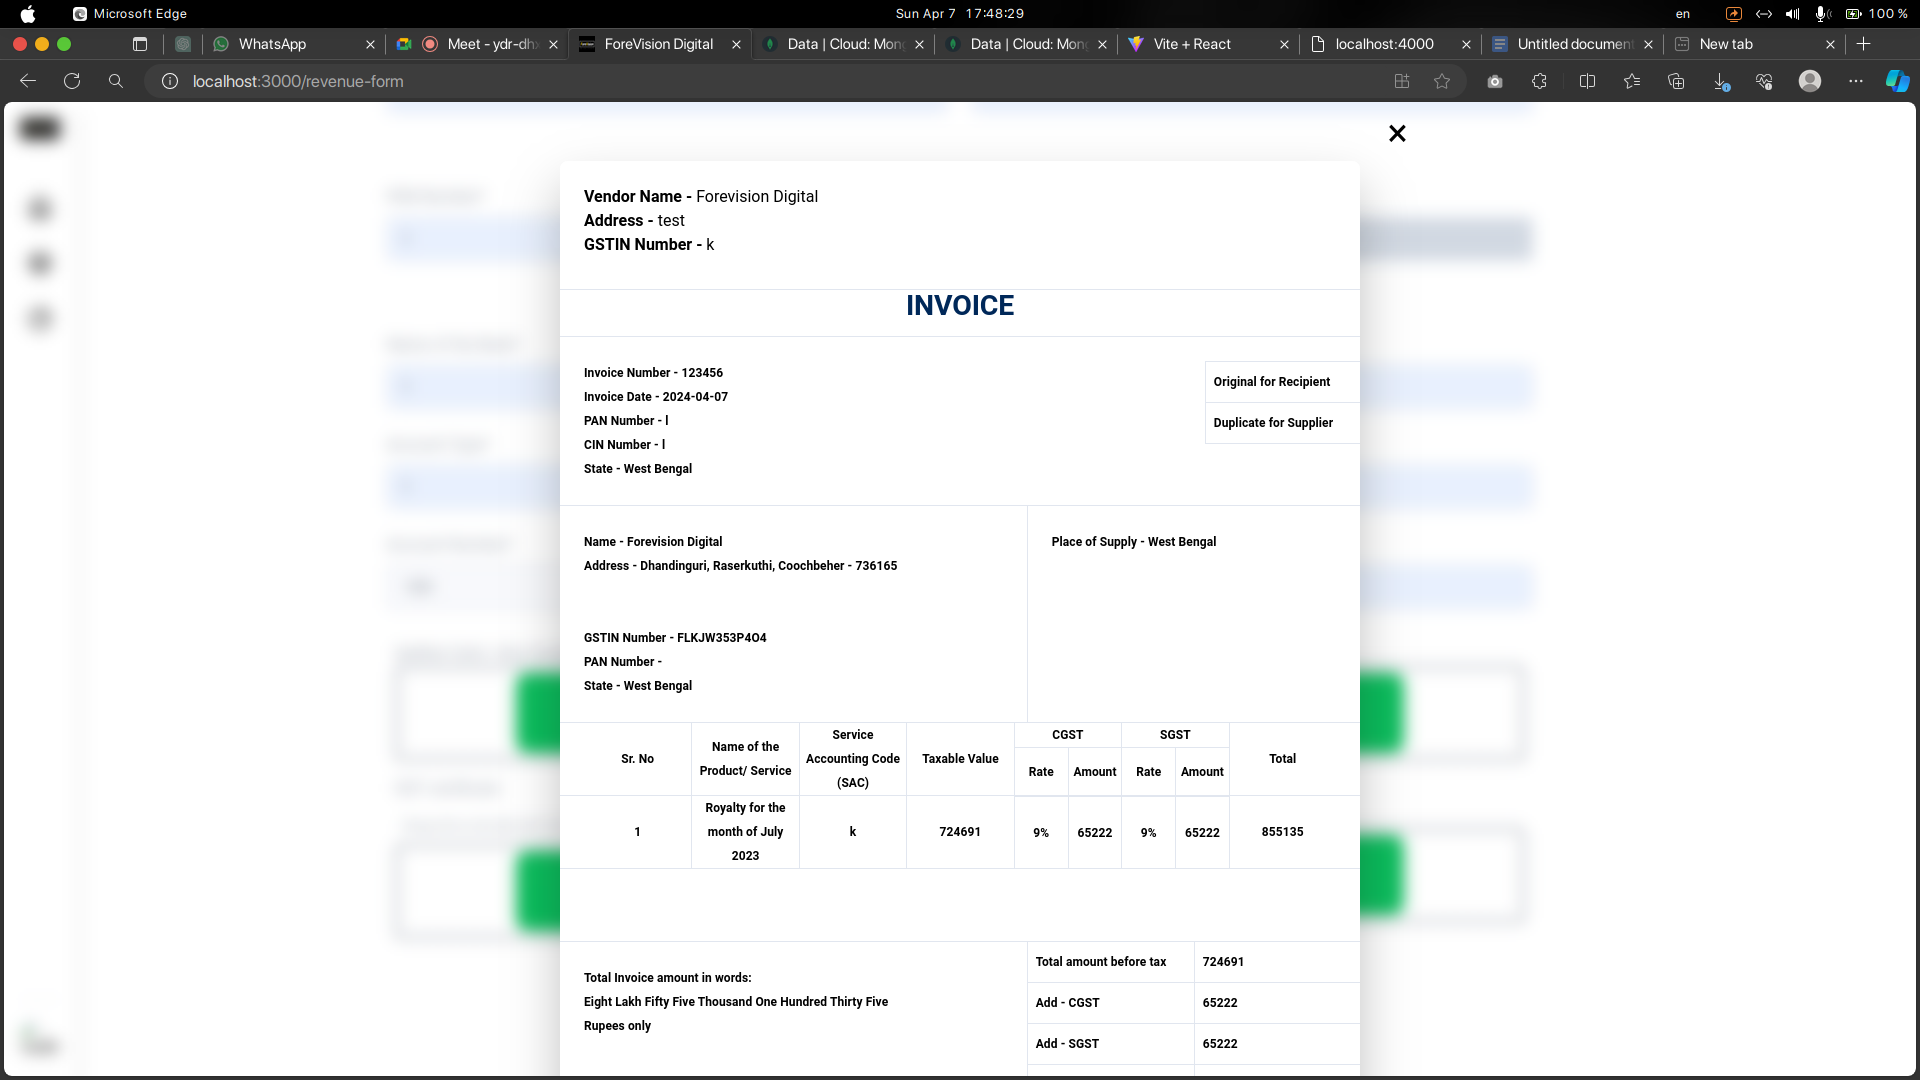 Microsoft Edge
Sun Apr 7 17:48:29
en
100 %
WhatsApp
Meet - ydr-dhx
ForeVision Digital
Data | Cloud: Mong
Data | Cloud: Mong
Vite + React
localhost:4000
Untitled document
New tab
localhost:3000/revenue-form
Vendor Name - Forevision Digital
Address - test
GSTIN Number - k
INVOICE
Invoice Number - 123456
Invoice Date - 2024-04-07
PAN Number - l
CIN Number - l
State - West Bengal
Original for Recipient
Duplicate for Supplier
Name - Forevision Digital
Address - Dhandinguri, Raserkuthi, Coochbeher - 736165
GSTIN Number - FLKJW353P4O4
PAN Number -
State - West Bengal
Place of Supply - West Bengal
Sr. No
Name of the
Product/ Service
Service
Accounting Code
(SAC)
Taxable Value
CGST
Rate
Amount
SGST
Rate
Amount
Total
1
Royalty for the
month of July
2023
k
724691
9%
65222
9%
65222
855135
Total Invoice amount in words:
Eight Lakh Fifty Five Thousand One Hundred Thirty Five
Rupees only
Total amount before tax
724691
Add - CGST
65222
Add - SGST
65222